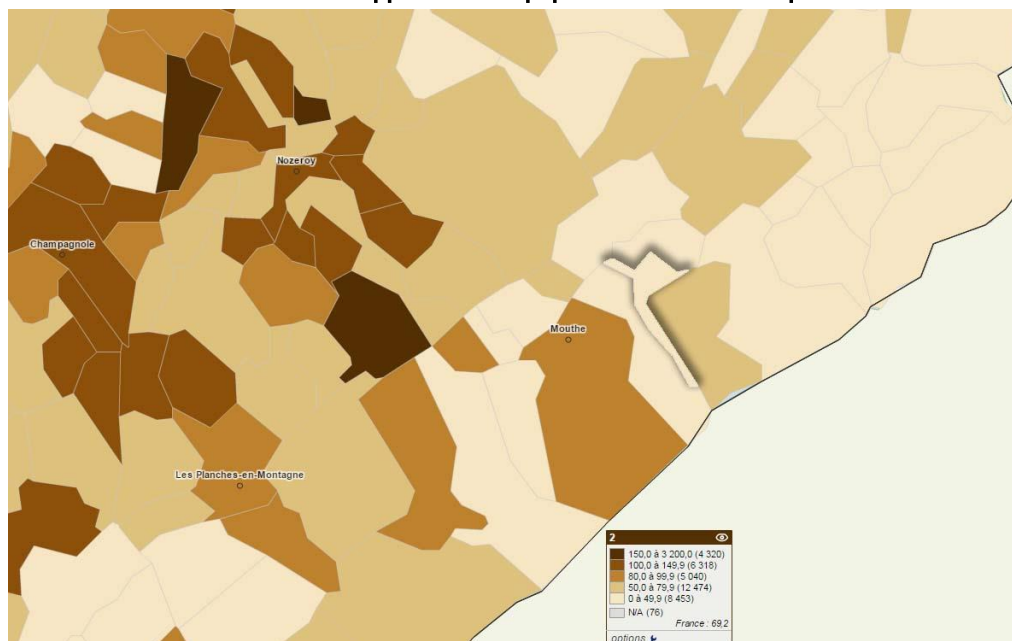 Nozeroy
Champagnole
Mouthe
Les Planches-en-Montagne
2
150,0 à 3 200,0 (4 320)
100,0 à 149,9 (6 318)
80,0 à 99,9 (5 040)
50,0 à 79,9 (12 474)
0 à 49,9 (8 453)
N/A (76)
France : 69,2
options